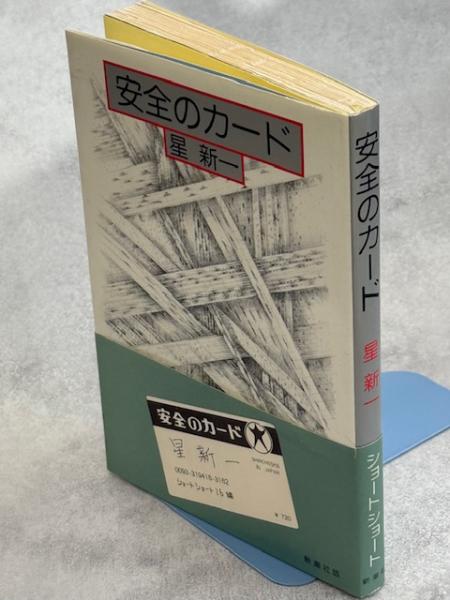 安全のカード
星 新一
安全のカード
星 新一
ショートショート
安全のカード
星 新一
0093-319418-3162
ショートショート15編
¥ 720
新潮社版